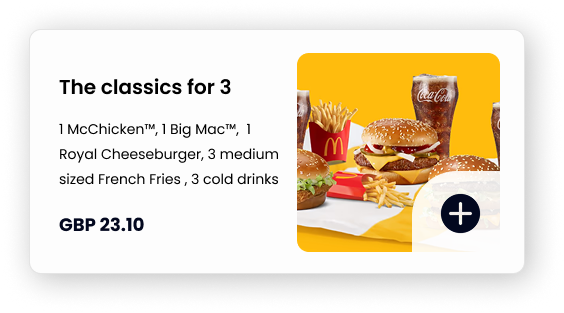 The classics for 3
1 McChicken™, 1 Big Mac™, 1
Royal Cheeseburger, 3 medium
sized French Fries , 3 cold drinks
GBP 23.10
Coca-Cola